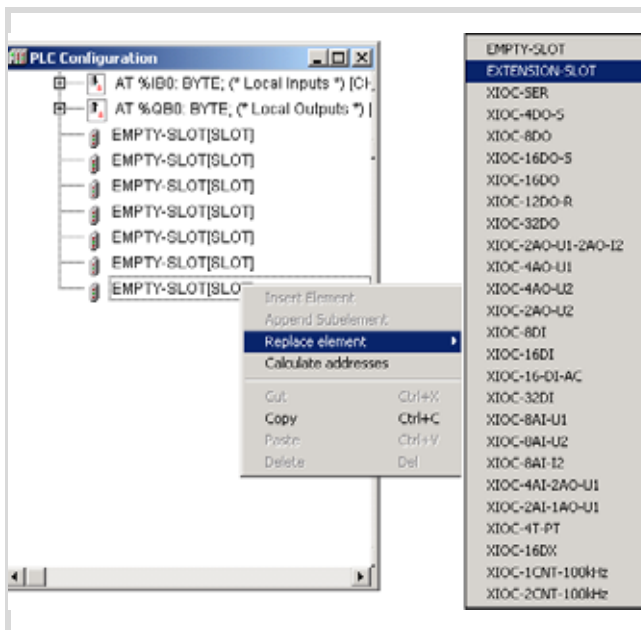 PLC Configuration
AT %IB0: BYTE; (* Local Inputs *) [CH
AT %QB0: BYTE; (* Local Outputs *) [
EMPTY-SLOT[SLOT]
EMPTY-SLOT[SLOT]
EMPTY-SLOT[SLOT]
EMPTY-SLOT[SLOT]
EMPTY-SLOT[SLOT]
EMPTY-SLOT[SLOT]
EMPTY-SLOT[SLOT
Insert Element
Append Subelement
Replace element
Calculate addresses
Cut Ctrl+X
Copy Ctrl+C
Paste Ctrl+V
Delete Del
EMPTY-SLOT
EXTENSION-SLOT
XIOC-SER
XIOC-4DO-S
XIOC-8DO
XIOC-16DO-S
XIOC-16DO
XIOC-12DO-R
XIOC-32DO
XIOC-2AO-U1-2AO-I2
XIOC-4AO-U1
XIOC-4AO-U2
XIOC-2AO-U2
XIOC-8DI
XIOC-16DI
XIOC-16-DI-AC
XIOC-32DI
XIOC-8AI-U1
XIOC-8AI-U2
XIOC-8AI-I2
XIOC-4AI-2AO-U1
XIOC-2AI-1AO-U1
XIOC-4T-PT
XIOC-16DX
XIOC-1CNT-100kHz
XIOC-2CNT-100kHz